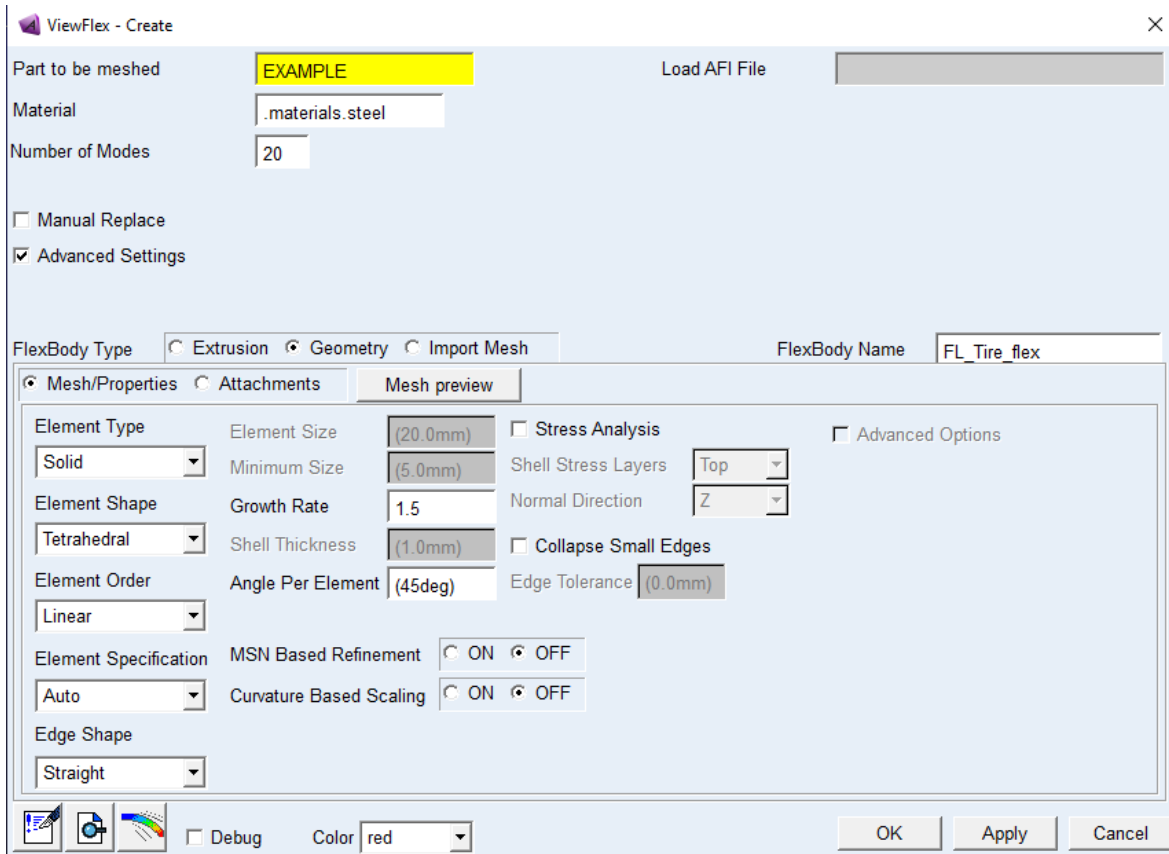 ViewFlex - Create
Part to be meshed EXAMPLE Load AFI File
Material .materials.steel
Number of Modes 20
Manual Replace
Advanced Settings
FlexBody Type Extrusion Geometry Import Mesh FlexBody Name FL_Tire_flex
Mesh/Properties Attachments Mesh preview
Element Type Element Size (20.0mm) Stress Analysis Advanced Options
Solid Minimum Size (5.0mm) Shell Stress Layers Top
Element Shape Growth Rate 1.5 Normal Direction Z
Tetrahedral Shell Thickness (1.0mm) Collapse Small Edges
Element Order Angle Per Element (45deg) Edge Tolerance (0.0mm)
Linear
Element Specification MSN Based Refinement ON OFF
Auto Curvature Based Scaling ON OFF
Edge Shape
Straight
Debug Color red OK Apply Cancel